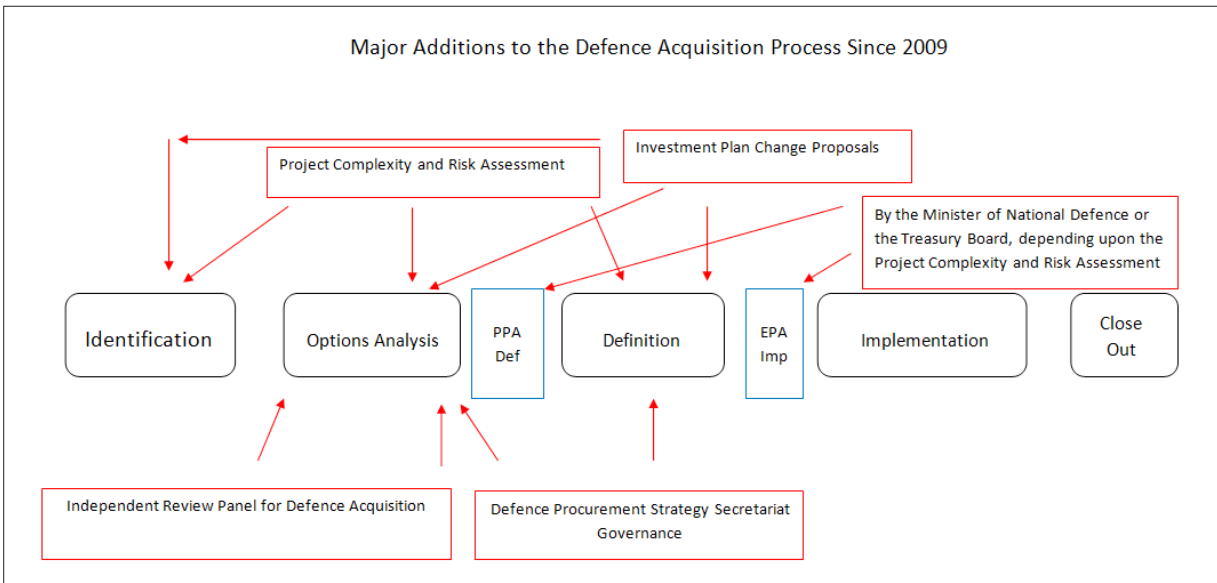 Major Additions to the Defence Acquisition Process Since 2009
Project Complexity and Risk Assessment
Investment Plan Change Proposals
By the Minister of National Defence or
the Treasury Board, depending upon the
Project Complexity and Risk Assessment
Identification
Options Analysis
PPA
Def
Definition
EPA
Imp
Implementation
Close
Out
Independent Review Panel for Defence Acquisition
Defence Procurement Strategy Secretariat
Governance